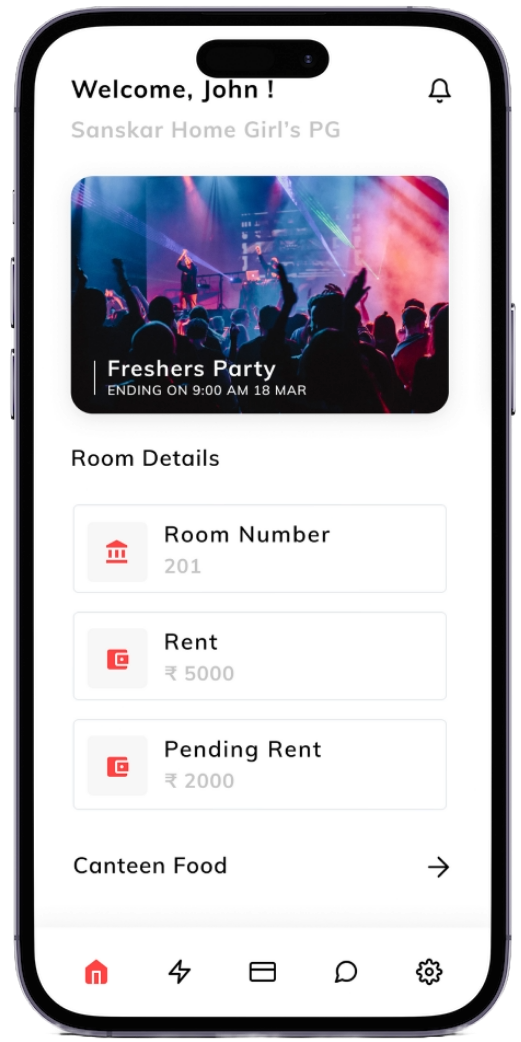 Welcome, John !
Sanskar Home Girl's PG
Freshers Party
ENDING ON 9:00 AM 18 MAR
Room Details
Room Number
201
Rent
₹ 5000
Pending Rent
₹ 2000
Canteen Food